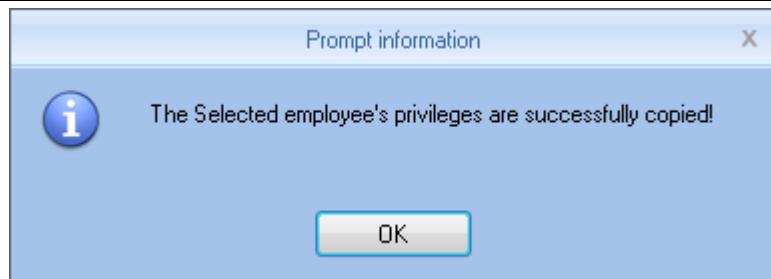 Prompt information
The Selected employee's privileges are successfully copied!
OK